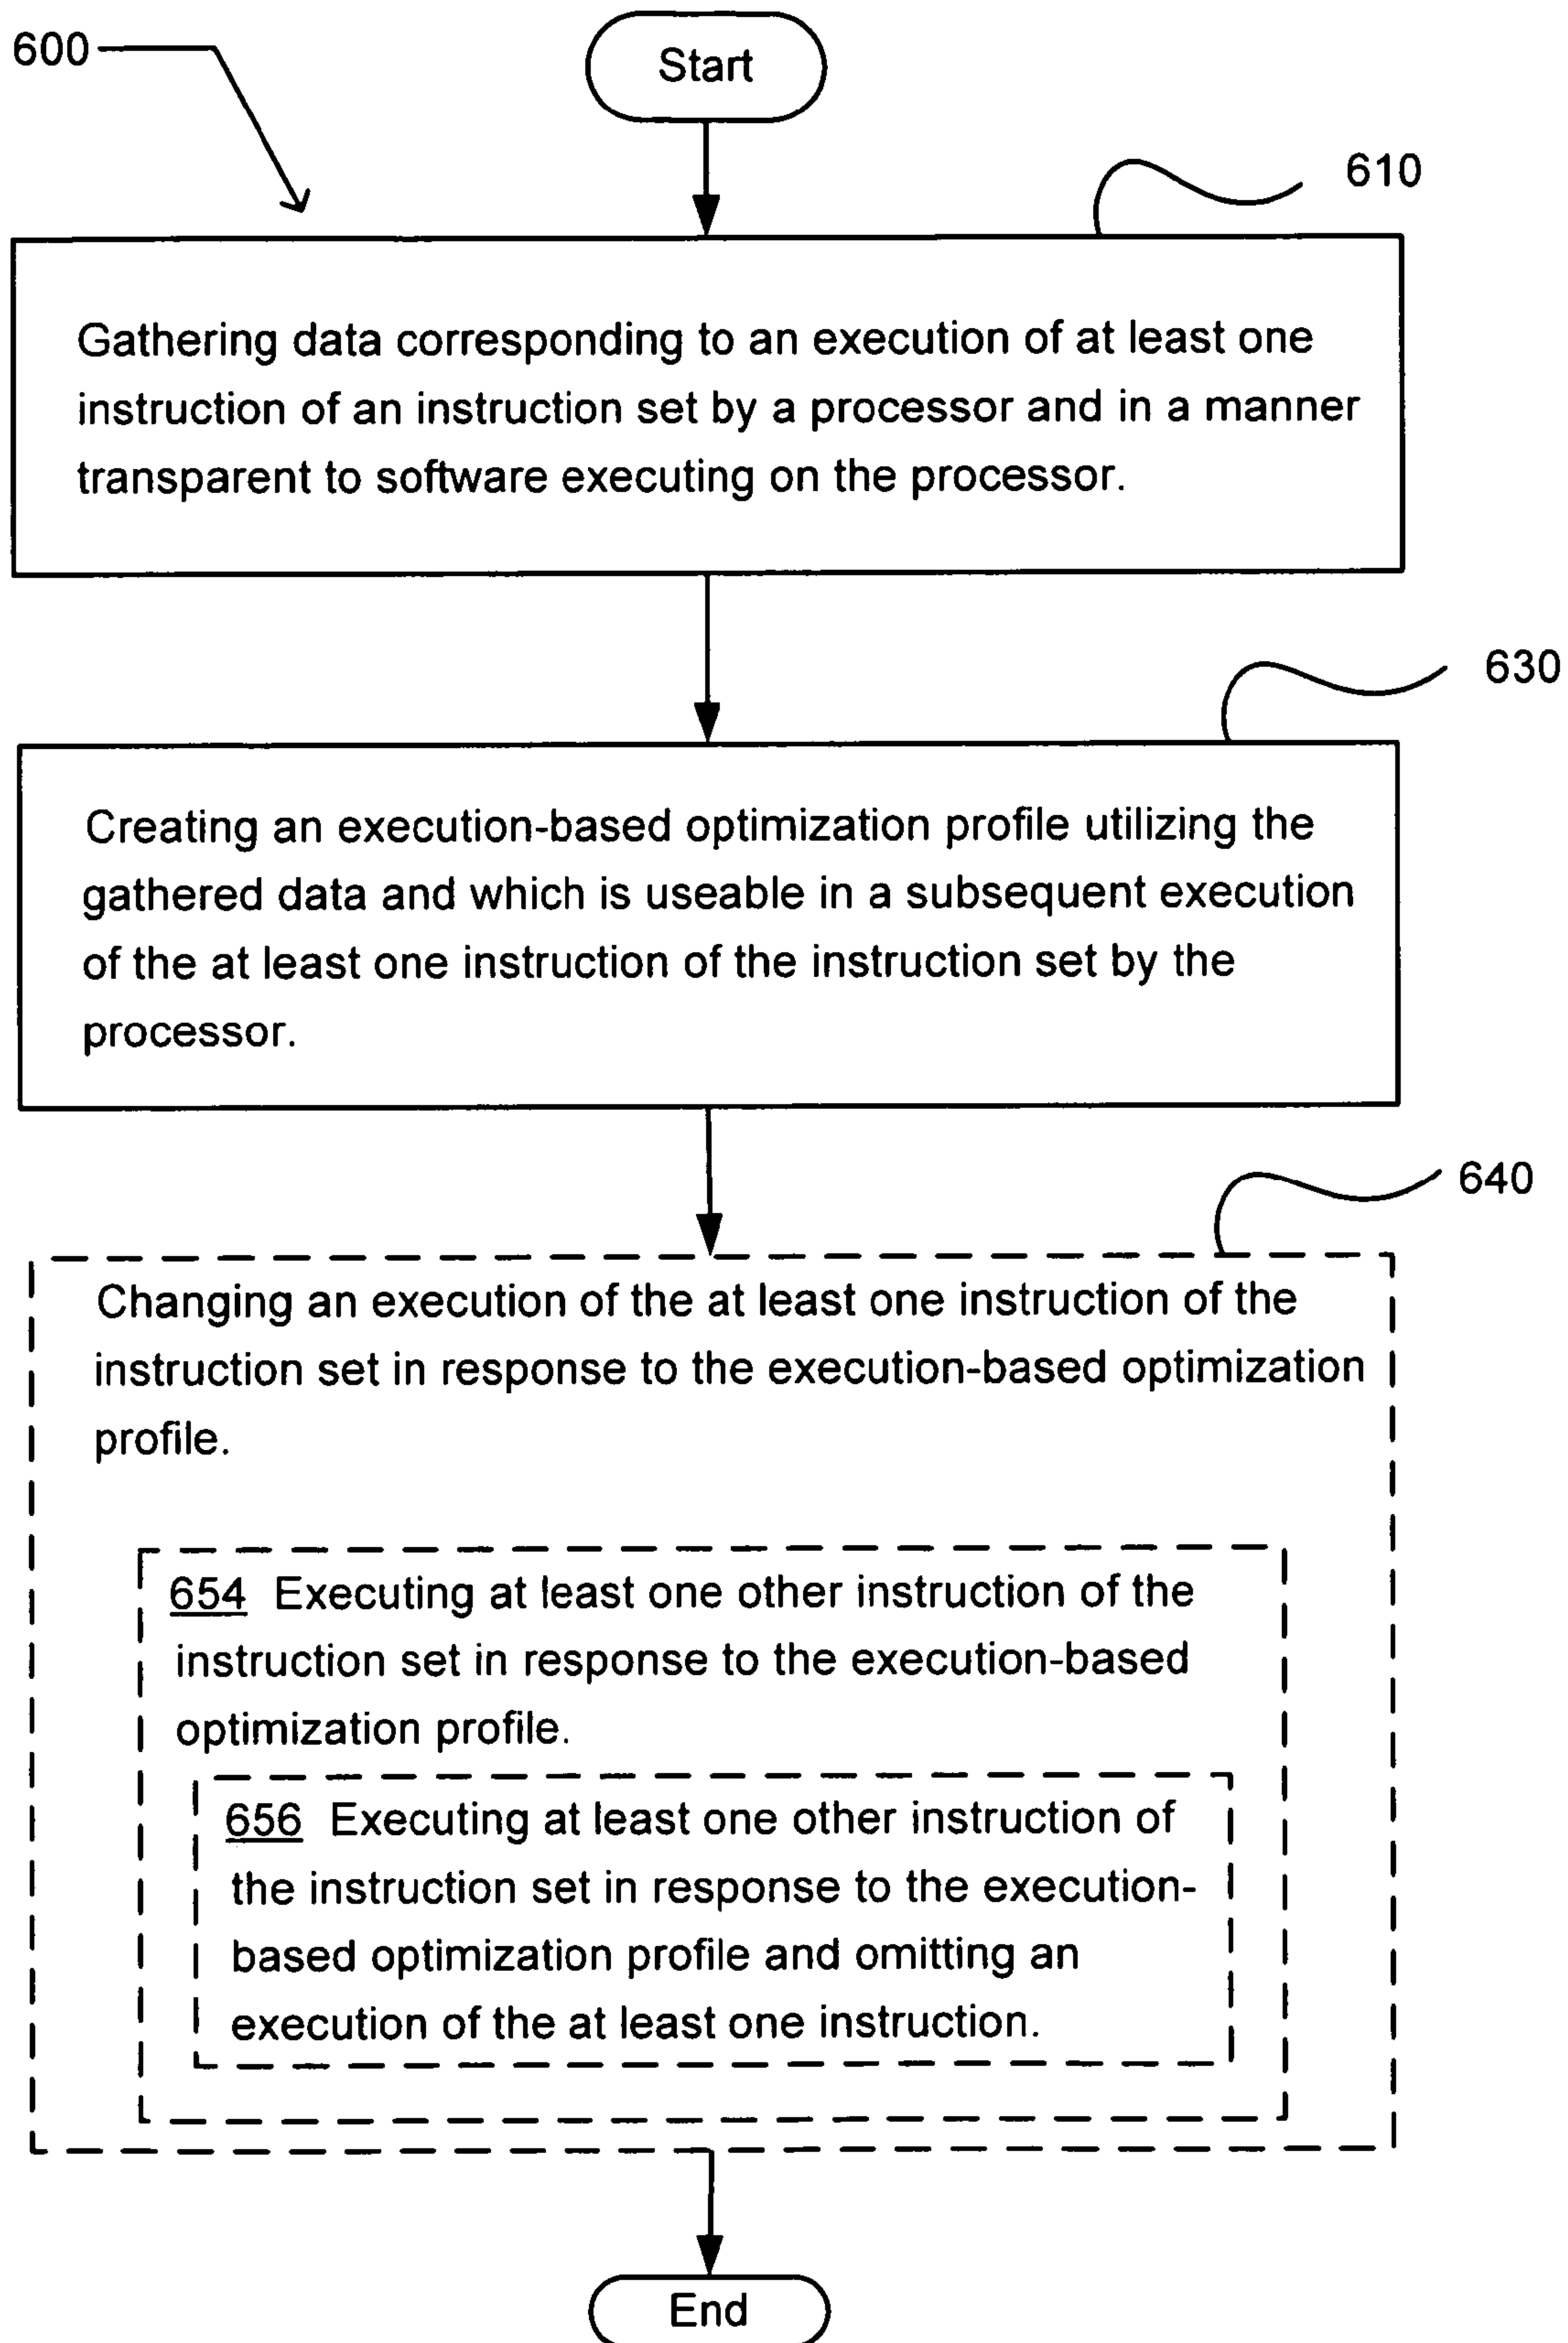 600
Start
610
Gathering data corresponding to an execution of at least one
instruction of an instruction set by a processor and in a manner
transparent to software executing on the processor.
630
Creating an execution-based optimization profile utilizing the
gathered data and which is useable in a subsequent execution
of the at least one instruction of the instruction set by the
processor.
640
Changing an execution of the at least one instruction of the
instruction set in response to the execution-based optimization
profile.
654 Executing at least one other instruction of the
instruction set in response to the execution-based
optimization profile.
656 Executing at least one other instruction of
the instruction set in response to the execution-
based optimization profile and omitting an
execution of the at least one instruction.
End